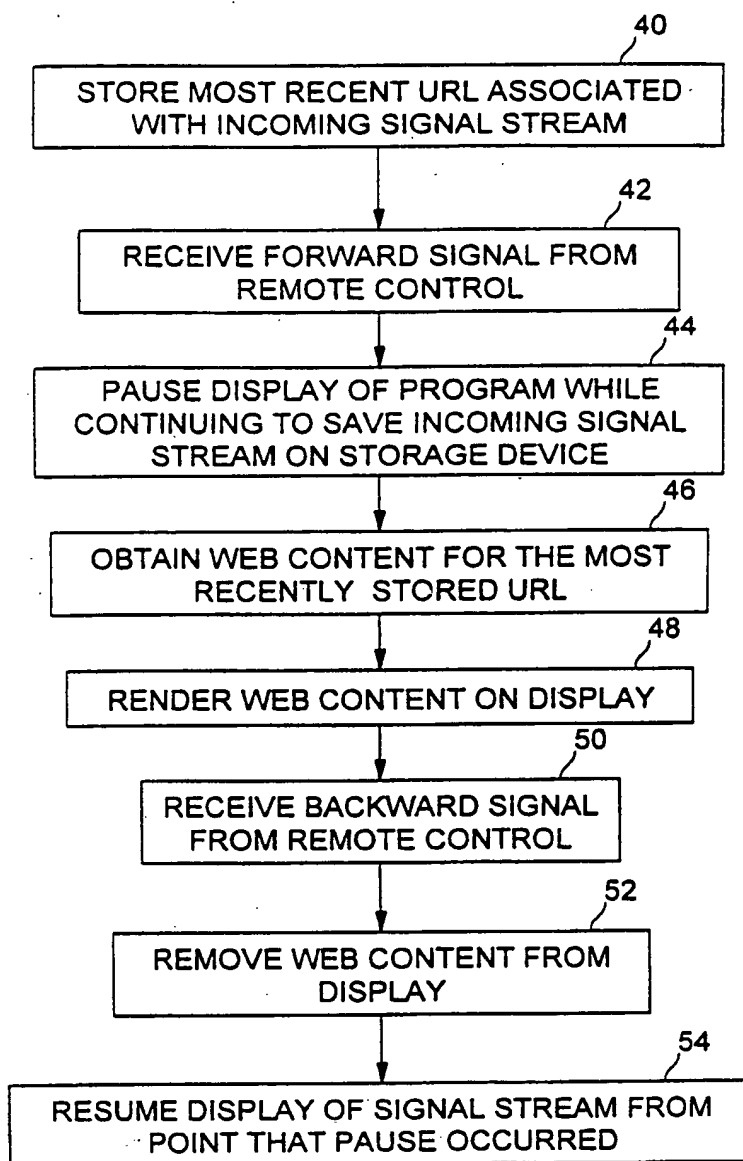 40
STORE MOST RECENT URL ASSOCIATED
WITH INCOMING SIGNAL STREAM
42
RECEIVE FORWARD SIGNAL FROM
REMOTE CONTROL
44
PAUSE DISPLAY OF PROGRAM WHILE
CONTINUING TO SAVE INCOMING SIGNAL
STREAM ON STORAGE DEVICE
46
OBTAIN WEB CONTENT FOR THE MOST
RECENTLY STORED URL
48
RENDER WEB CONTENT ON DISPLAY
50
RECEIVE BACKWARD SIGNAL
FROM REMOTE CONTROL
52
REMOVE WEB CONTENT FROM
DISPLAY
54
RESUME DISPLAY OF SIGNAL STREAM FROM
POINT THAT PAUSE OCCURRED